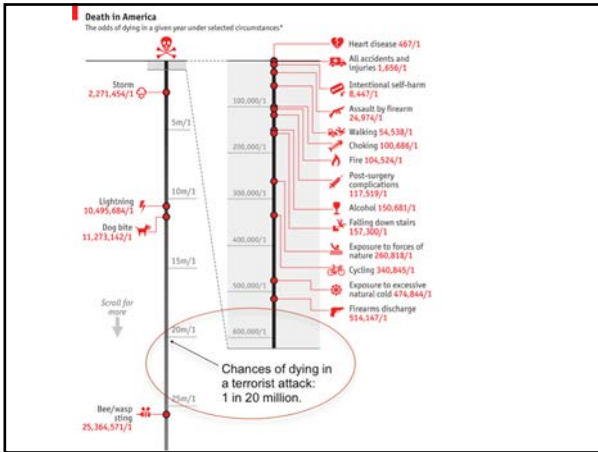 Death in America
The odds of dying in a given year under selected circumstances*
Storm
2,271,454/1
5m/1
Lightning
10,495,684/1
10m/1
Dog bite
11,273,142/1
15m/1
Scroll for
more
20m/1
25m/1
Bee/wasp
sting
25,364,571/1
100,000/1
200,000/1
300,000/1
400,000/1
500,000/1
600,000/1
Heart disease 467/1
All accidents and
injuries 1,656/1
Intentional self-harm
8,447/1
Assault by firearm
24,974/1
Walking 54,538/1
Choking 100,686/1
Fire 104,524/1
Post-surgery
complications
117,519/1
Alcohol 150,681/1
Falling down stairs
157,300/1
Exposure to forces of
nature 260,818/1
Cycling 340,845/1
Exposure to excessive
natural cold 474,844/1
Firearms discharge
514,147/1
Chances of dying in
a terrorist attack:
1 in 20 million.